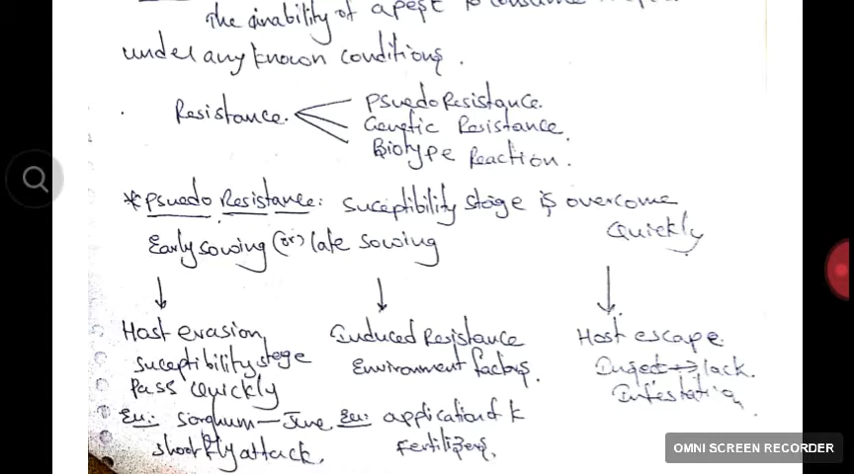 The inability of a pest to consume
under any known conditions.
Resistance.
Psuedo Resistance.
Genetic Resistance.
Biotype Reaction.
*Psuedo Resistance: suceptibility stage is overcome
Quickly
Early sowing (or) late sowing
Host evasion
suceptibility stage
pass Quickly
Ex: Sorghum — June
shootfly attack.
Induced Resistance
Environment factors.
Ex: application of k
Fertilizers.
Host escape.
Insect → lack
Infestation.
OMNI SCREEN RECORDER